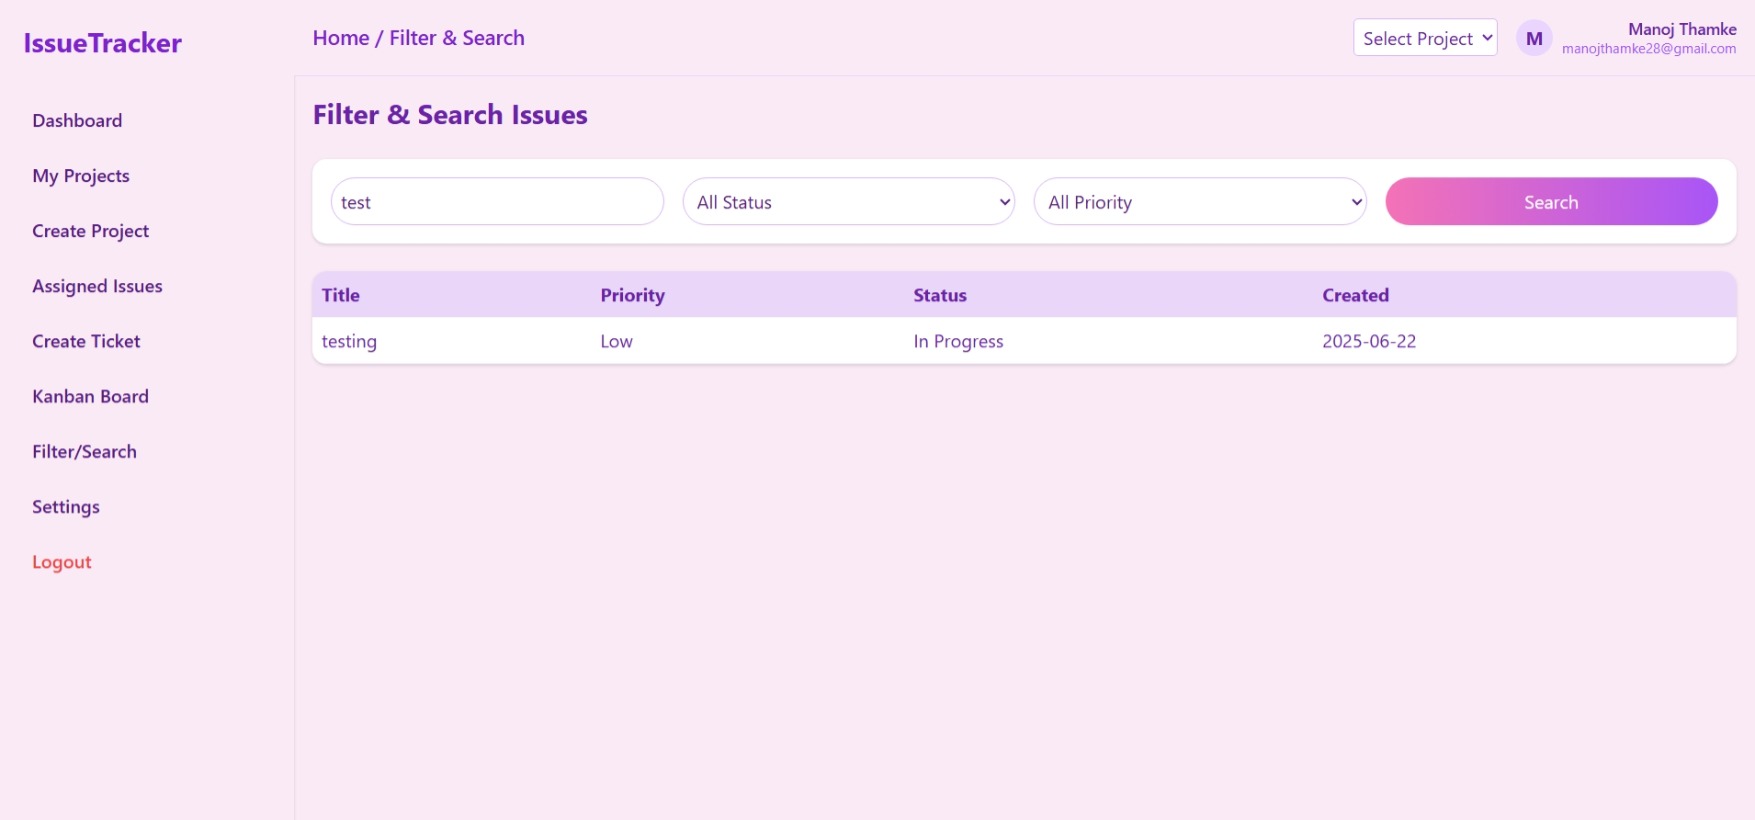 IssueTracker
Dashboard
My Projects
Create Project
Assigned Issues
Create Ticket
Kanban Board
Filter/Search
Settings
Logout
Home / Filter & Search
Select Project
M
Manoj Thamke
manojthamke28@gmail.com
Filter & Search Issues
test
All Status
All Priority
Search
Title Priority Status Created
testing Low In Progress 2025-06-22